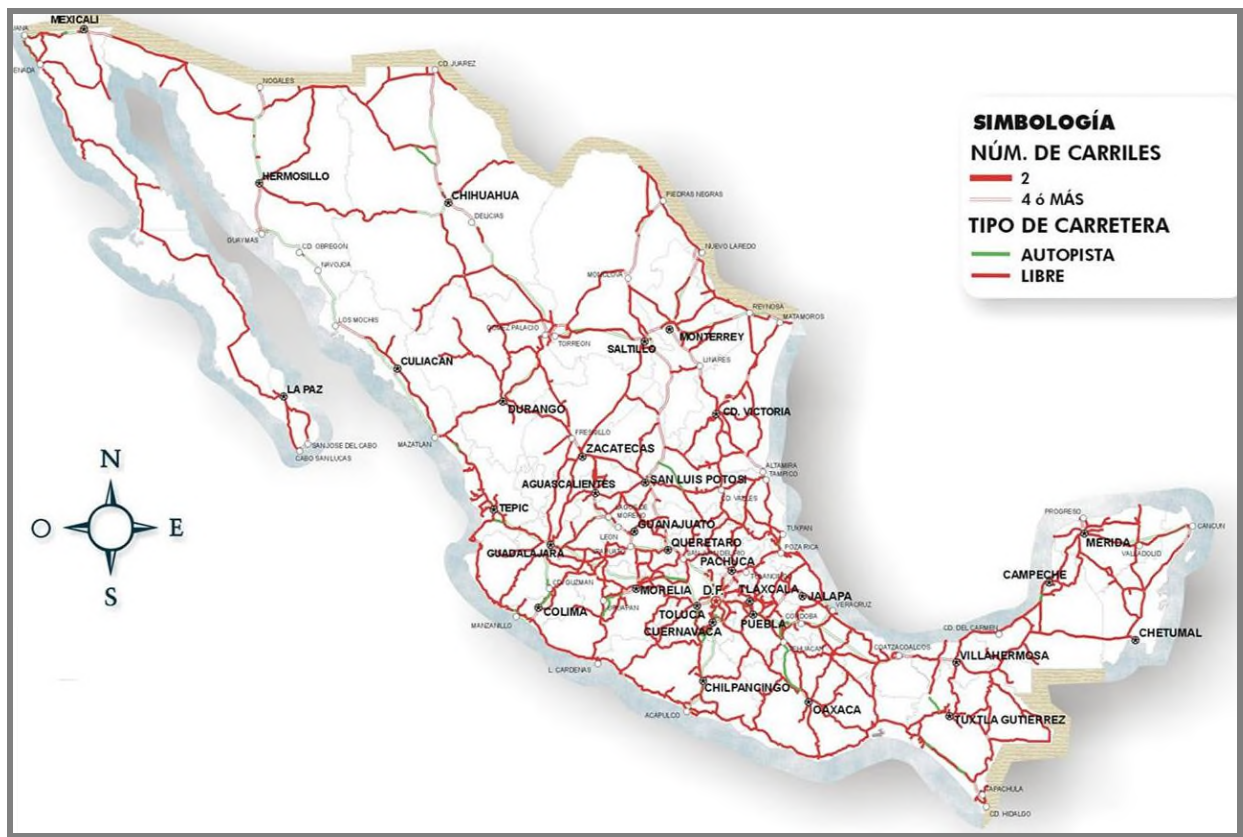 MEXICALI
CD. JUAREZ
NOGALES
HERMOSILLO
CHIHUAHUA
DELICIAS
PIEDRAS NEGRAS
GUAYMAS
CD. OBREGON
NAVOJOA
NUEVO LAREDO
MONCLOVA
REYNOSA
MATAMOROS
LOS MOCHIS
TORREON
SALTILLO
MONTERREY
LINARES
CULIACÁN
LA PAZ
DURANGO
CD. VICTORIA
SAN JOSE DEL CABO
CABO SAN LUCAS
MAZATLAN
FRESNILLO
ZACATECAS
ALTAMIRA
TAMPICO
AGUASCALIENTES
SAN LUIS POTOSI
CD. VALLES
TEPIC
GUANAJUATO
LEON
QUERETARO
TUXPAN
POZA RICA
GUADALAJARA
PACHUCA
CD. GUZMAN
MORELIA
D.F.
TLAXCALA
JALAPA
VERACRUZ
COLIMA
MANZANILLO
TOLUCA
PUEBLA
CORDOBA
CUERNAVACA
L. CARDENAS
CHILPANCINGO
ACAPULCO
OAXACA
COATZACOALCOS
CD. DEL CARMEN
VILLAHERMOSA
TUXTLA GUTIERREZ
CD. HIDALGO
PROGRESO
MERIDA
CANCUN
VALLADOLID
CAMPECHE
CHETUMAL
SIMBOLOGÍA
NÚM. DE CARRILES
2
4 ó MÁS
TIPO DE CARRETERA
AUTOPISTA
LIBRE
N
O
E
S